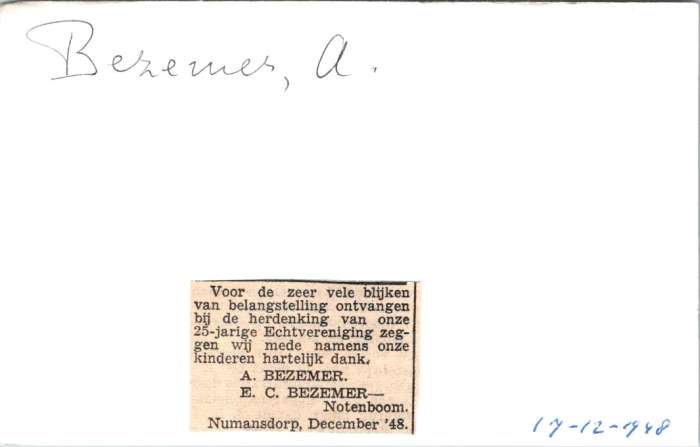 Bezemer, A.
Voor de zeer vele blijken
van belangstelling ontvangen
bij de herdenking van onze
25-jarige Echtvereniging zeg-
gen wij mede namens onze
kinderen hartelijk dank.
A. BEZEMER.
E. C. BEZEMER—
Notenboom.
Numansdorp, December '48.
17-12-1948